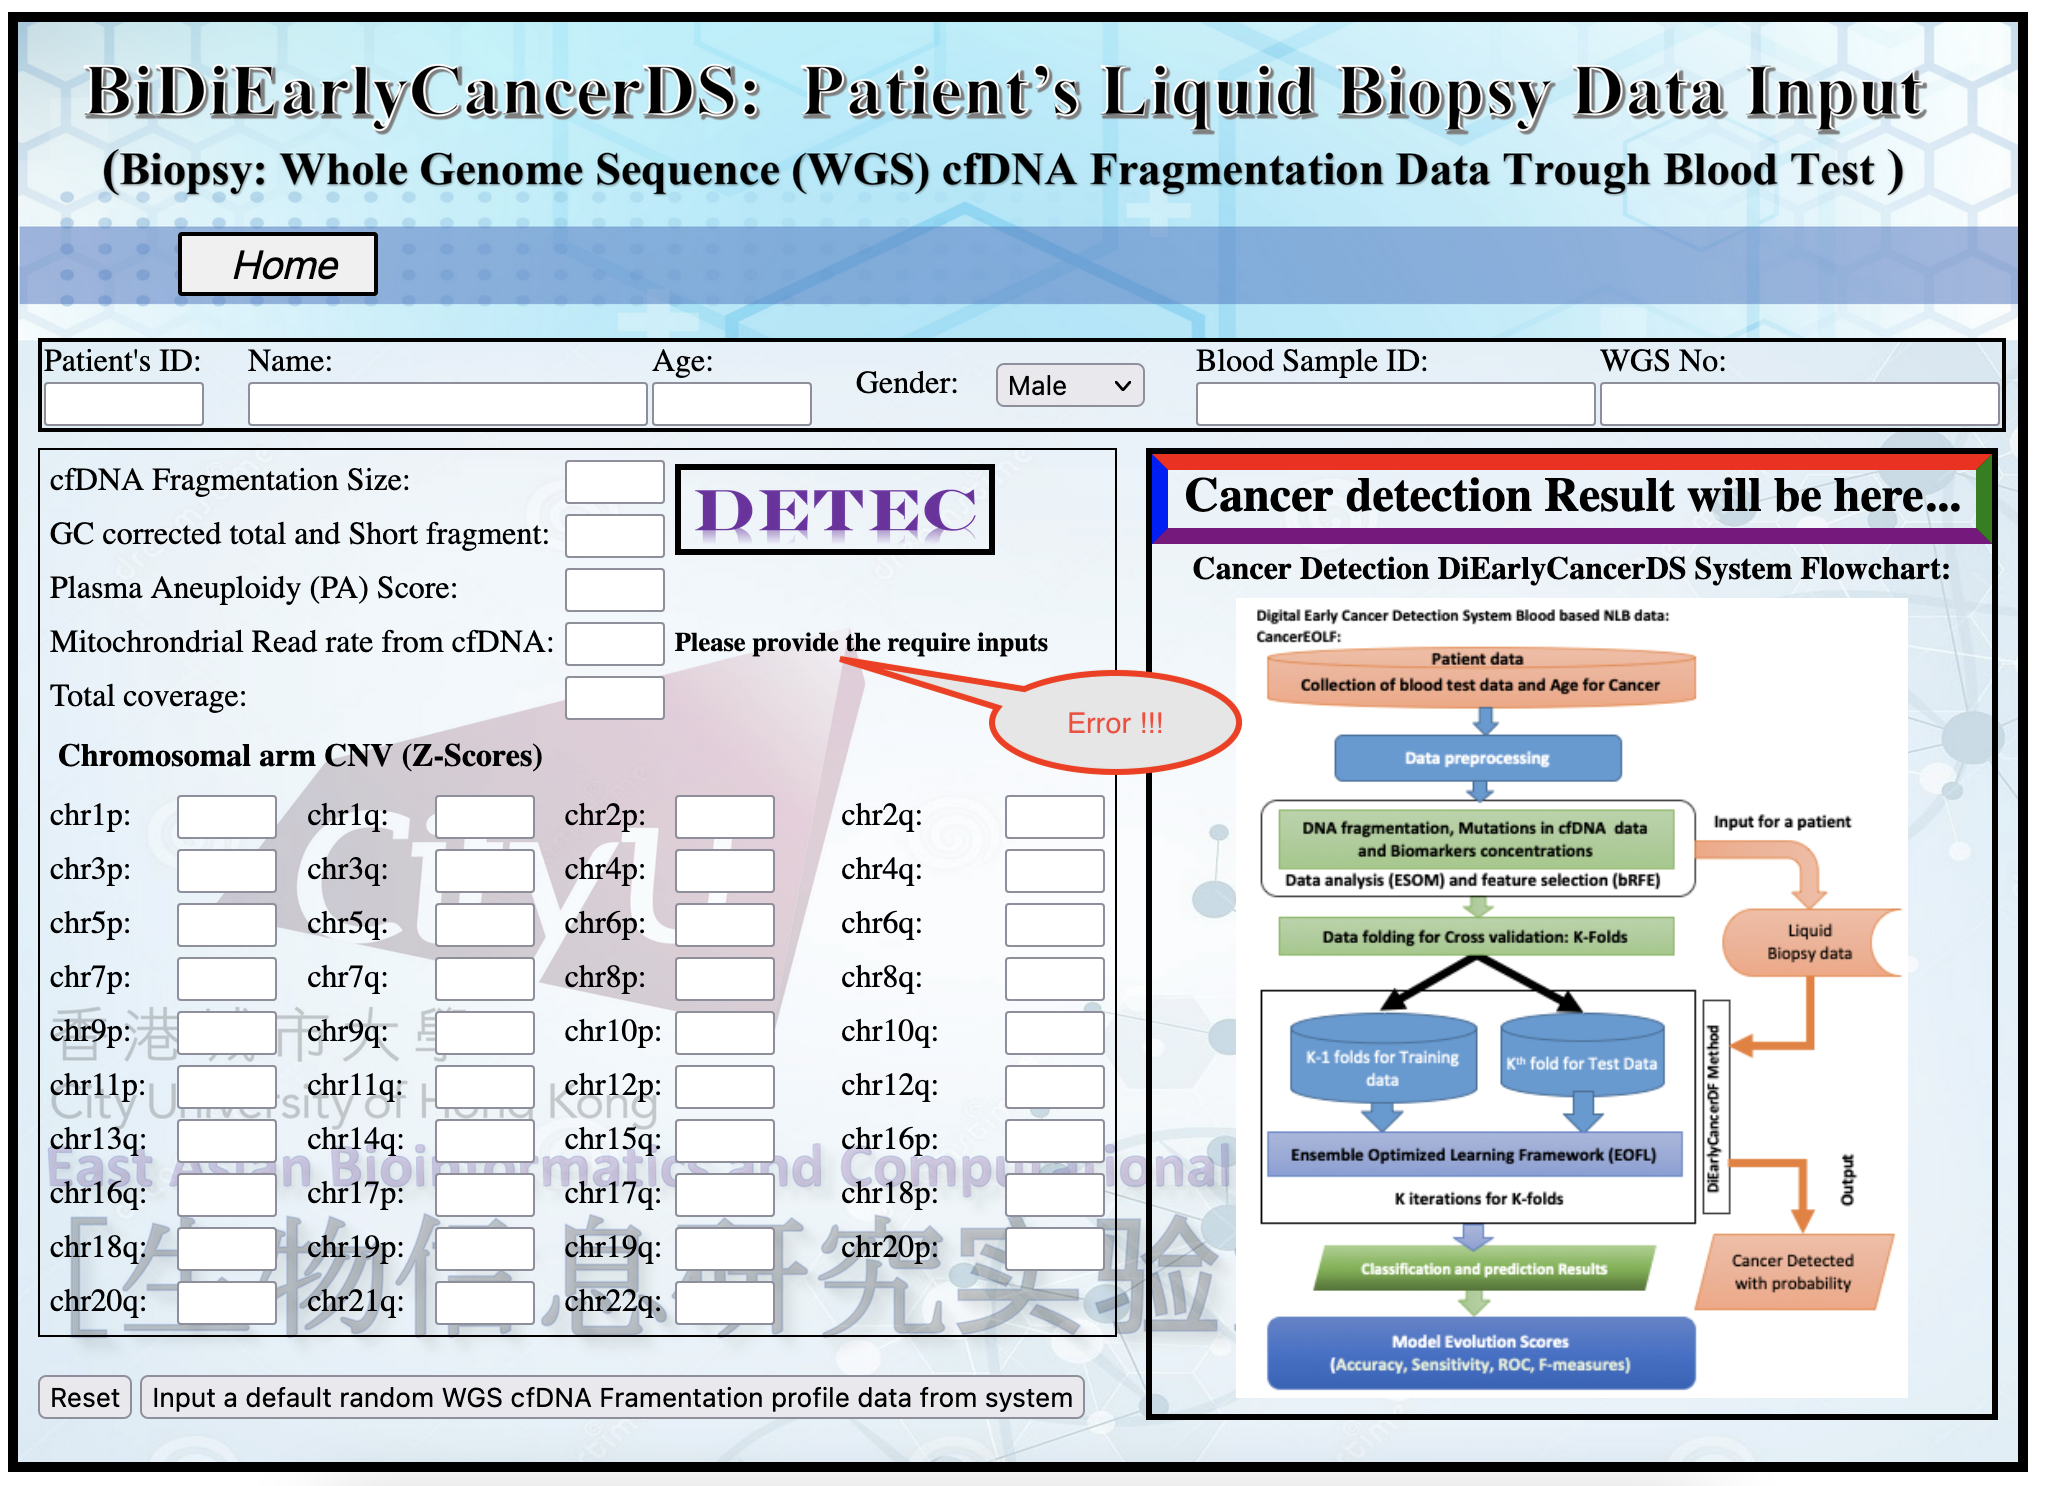 BiDiEarlyCancerDS: Patient’s Liquid Biopsy Data Input
(Biopsy: Whole Genome Sequence (WGS) cfDNA Fragmentation Data Trough Blood Test )
Home
Patient's ID:
Name:
Age:
Gender:
Male
Blood Sample ID:
WGS No:
cfDNA Fragmentation Size:
DETEC
GC corrected total and Short fragment:
Plasma Aneuploidy (PA) Score:
Mitochrondrial Read rate from cfDNA:
Please provide the require inputs
Error !!!
Total coverage:
Chromosomal arm CNV (Z-Scores)
chr1p: chr1q: chr2p: chr2q:
chr3p: chr3q: chr4p: chr4q:
chr5p: chr5q: chr6p: chr6q:
chr7p: chr7q: chr8p: chr8q:
chr9p: chr9q: chr10p: chr10q:
chr11p: chr11q: chr12p: chr12q:
chr13q: chr14q: chr15q: chr16p:
chr16q: chr17p: chr17q: chr18p:
chr18q: chr19p: chr19q: chr20p:
chr20q: chr21q: chr22q:
CityU
香港城市大學
City University of Hong Kong
East Asian Bioinformatics and Computational
[生物信息研究实验
Reset
Input a default random WGS cfDNA Framentation profile data from system
Cancer detection Result will be here...
Cancer Detection DiEarlyCancerDS System Flowchart:
Digital Early Cancer Detection System Blood based NLB data:
CancerEOLF:
Patient data
Collection of blood test data and Age for Cancer
Data preprocessing
DNA fragmentation, Mutations in cfDNA data
and Biomarkers concentrations
Data analysis (ESOM) and feature selection (bRFE)
Input for a patient
Data folding for Cross validation: K-Folds
Liquid
Biopsy data
K-1 folds for Training
data
Kth fold for Test Data
DiEarlyCancerDF Method
Ensemble Optimized Learning Framework (EOFL)
K iterations for K-folds
Output
Classification and prediction Results
Cancer Detected
with probability
Model Evolution Scores
(Accuracy, Sensitivity, ROC, F-measures)